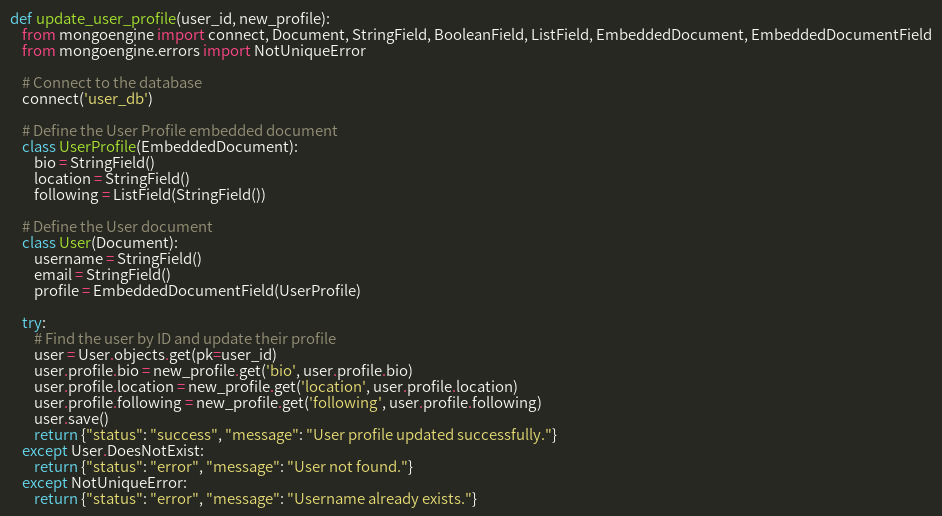 def update_user_profile(user_id, new_profile):
    from mongoengine import connect, Document, StringField, BooleanField, ListField, EmbeddedDocument, EmbeddedDocumentField
    from mongoengine.errors import NotUniqueError

    # Connect to the database
    connect('user_db')

    # Define the User Profile embedded document
    class UserProfile(EmbeddedDocument):
        bio = StringField()
        location = StringField()
        following = ListField(StringField())

    # Define the User document
    class User(Document):
        username = StringField()
        email = StringField()
        profile = EmbeddedDocumentField(UserProfile)

    try:
        # Find the user by ID and update their profile
        user = User.objects.get(pk=user_id)
        user.profile.bio = new_profile.get('bio', user.profile.bio)
        user.profile.location = new_profile.get('location', user.profile.location)
        user.profile.following = new_profile.get('following', user.profile.following)
        user.save()
        return {"status": "success", "message": "User profile updated successfully."}
    except User.DoesNotExist:
        return {"status": "error", "message": "User not found."}
    except NotUniqueError:
        return {"status": "error", "message": "Username already exists."}